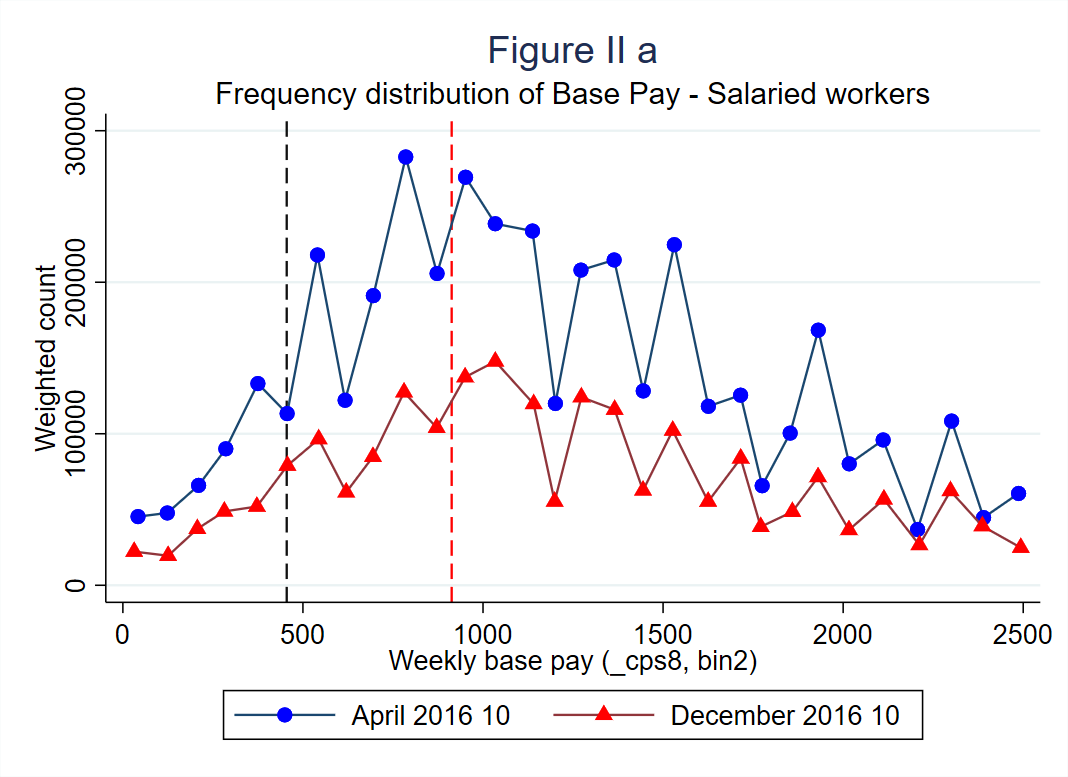 Figure II a
Frequency distribution of Base Pay - Salaried workers
Weighted count
300000
200000
100000
0
0 500 1000 1500 2000 2500
Weekly base pay (_cps8, bin2)
April 2016 10 December 2016 10